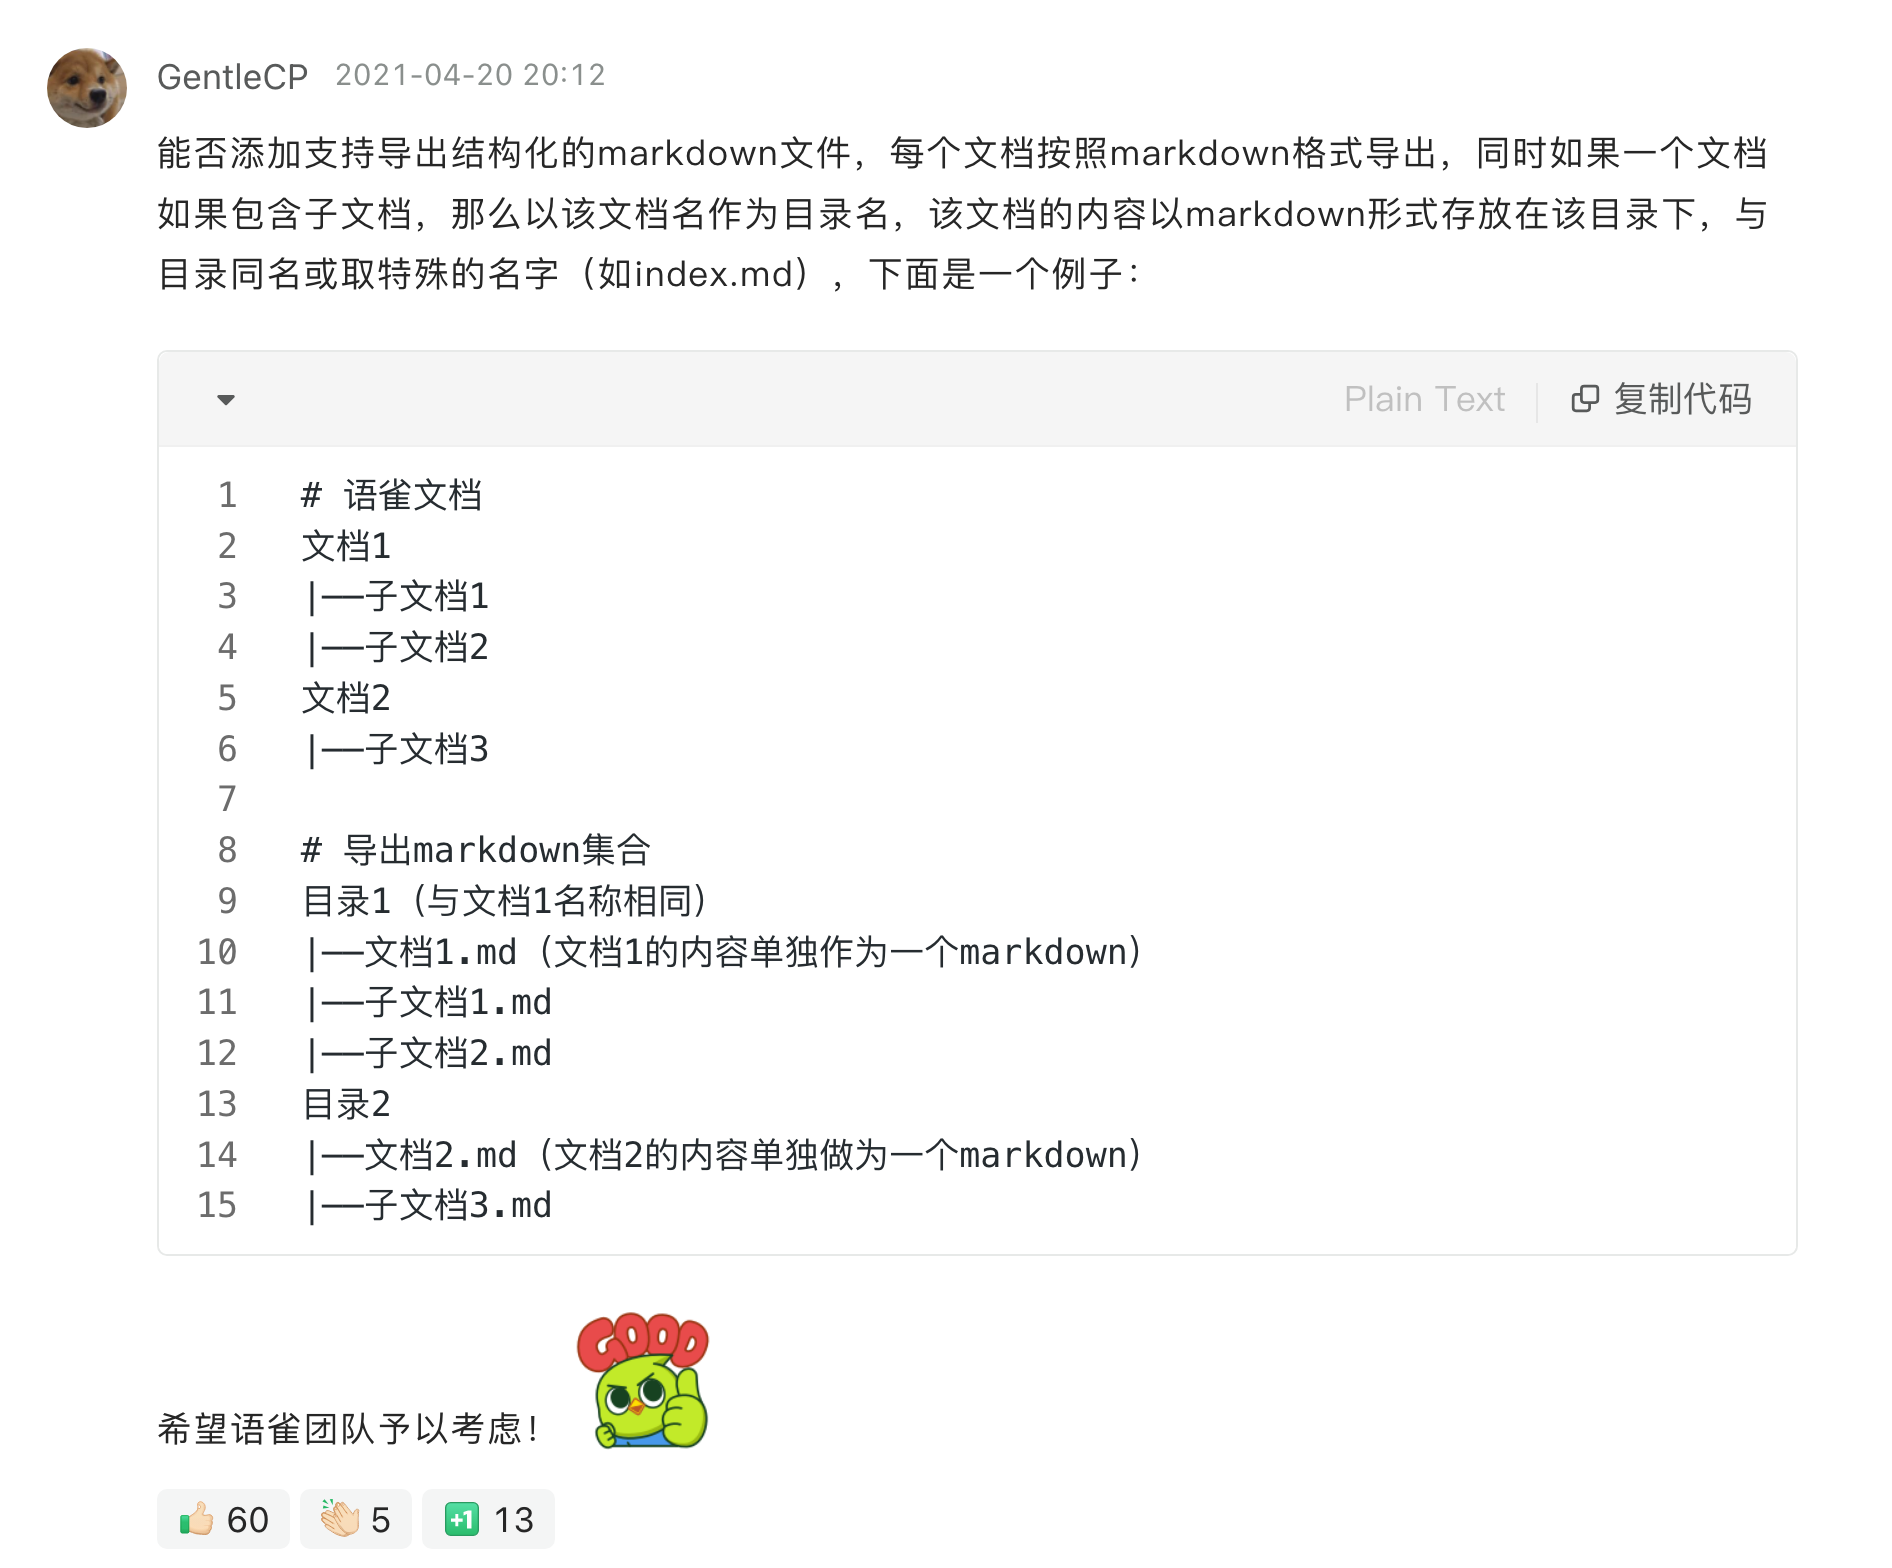 GentleCP 2021-04-20 20:12
能否添加支持导出结构化的markdown文件，每个文档按照markdown格式导出，同时如果一个文档
如果包含子文档，那么以该文档名作为目录名，该文档的内容以markdown形式存放在该目录下，与
目录同名或取特殊的名字（如index.md），下面是一个例子：
Plain Text 复制代码
1 # 语雀文档
2 文档1
3 |——子文档1
4 |——子文档2
5 文档2
6 |——子文档3
7
8 # 导出markdown集合
9 目录1（与文档1名称相同）
10 |——文档1.md（文档1的内容单独作为一个markdown）
11 |——子文档1.md
12 |——子文档2.md
13 目录2
14 |——文档2.md（文档2的内容单独做为一个markdown）
15 |——子文档3.md
GOOD
希望语雀团队予以考虑！
60 5 +1 13